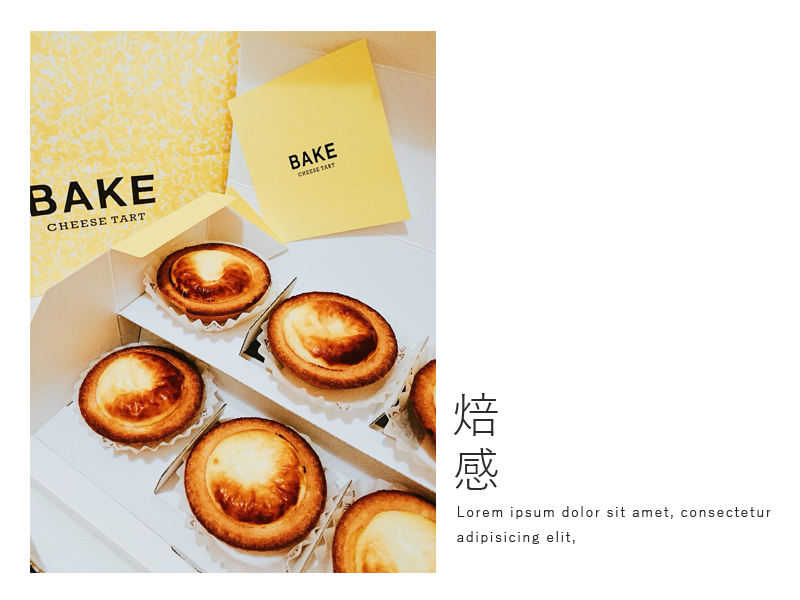 BAKE
CHEESE TART
BAKE
CHEESE TART
焙
感
Lorem ipsum dolor sit amet, consectetur
adipisicing elit,